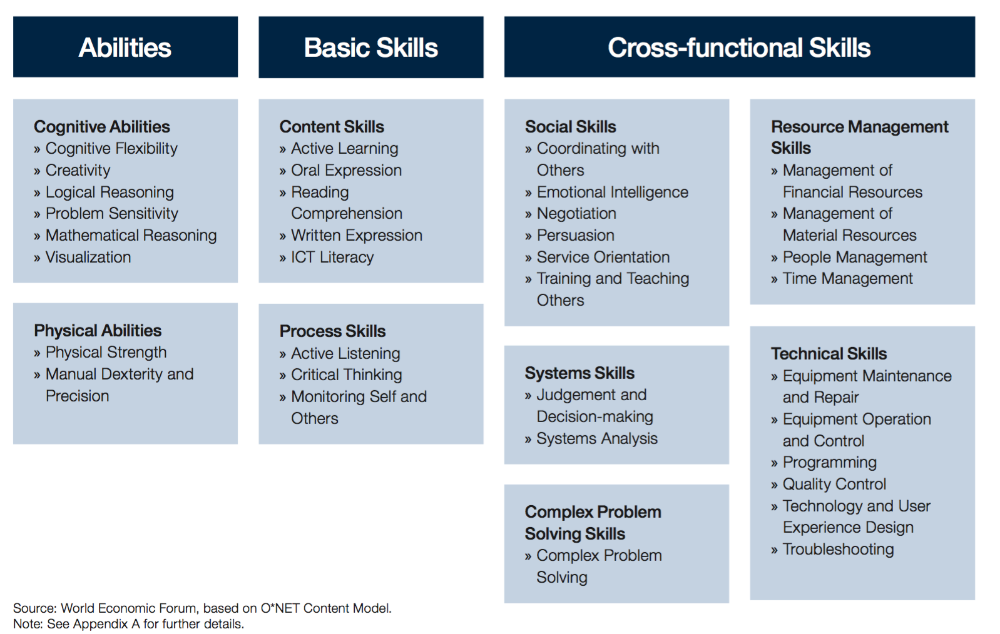 Abilities
Basic Skills
Cross-functional Skills
Cognitive Abilities
» Cognitive Flexibility
» Creativity
» Logical Reasoning
» Problem Sensitivity
» Mathematical Reasoning
» Visualization
Physical Abilities
» Physical Strength
» Manual Dexterity and
Precision
Content Skills
» Active Learning
» Oral Expression
» Reading
Comprehension
» Written Expression
» ICT Literacy
Process Skills
» Active Listening
» Critical Thinking
» Monitoring Self and
Others
Social Skills
» Coordinating with
Others
» Emotional Intelligence
» Negotiation
» Persuasion
» Service Orientation
» Training and Teaching
Others
Systems Skills
» Judgement and
Decision-making
» Systems Analysis
Complex Problem
Solving Skills
» Complex Problem
Solving
Resource Management
Skills
» Management of
Financial Resources
» Management of
Material Resources
» People Management
» Time Management
Technical Skills
» Equipment Maintenance
and Repair
» Equipment Operation
and Control
» Programming
» Quality Control
» Technology and User
Experience Design
» Troubleshooting
Source: World Economic Forum, based on O*NET Content Model.
Note: See Appendix A for further details.